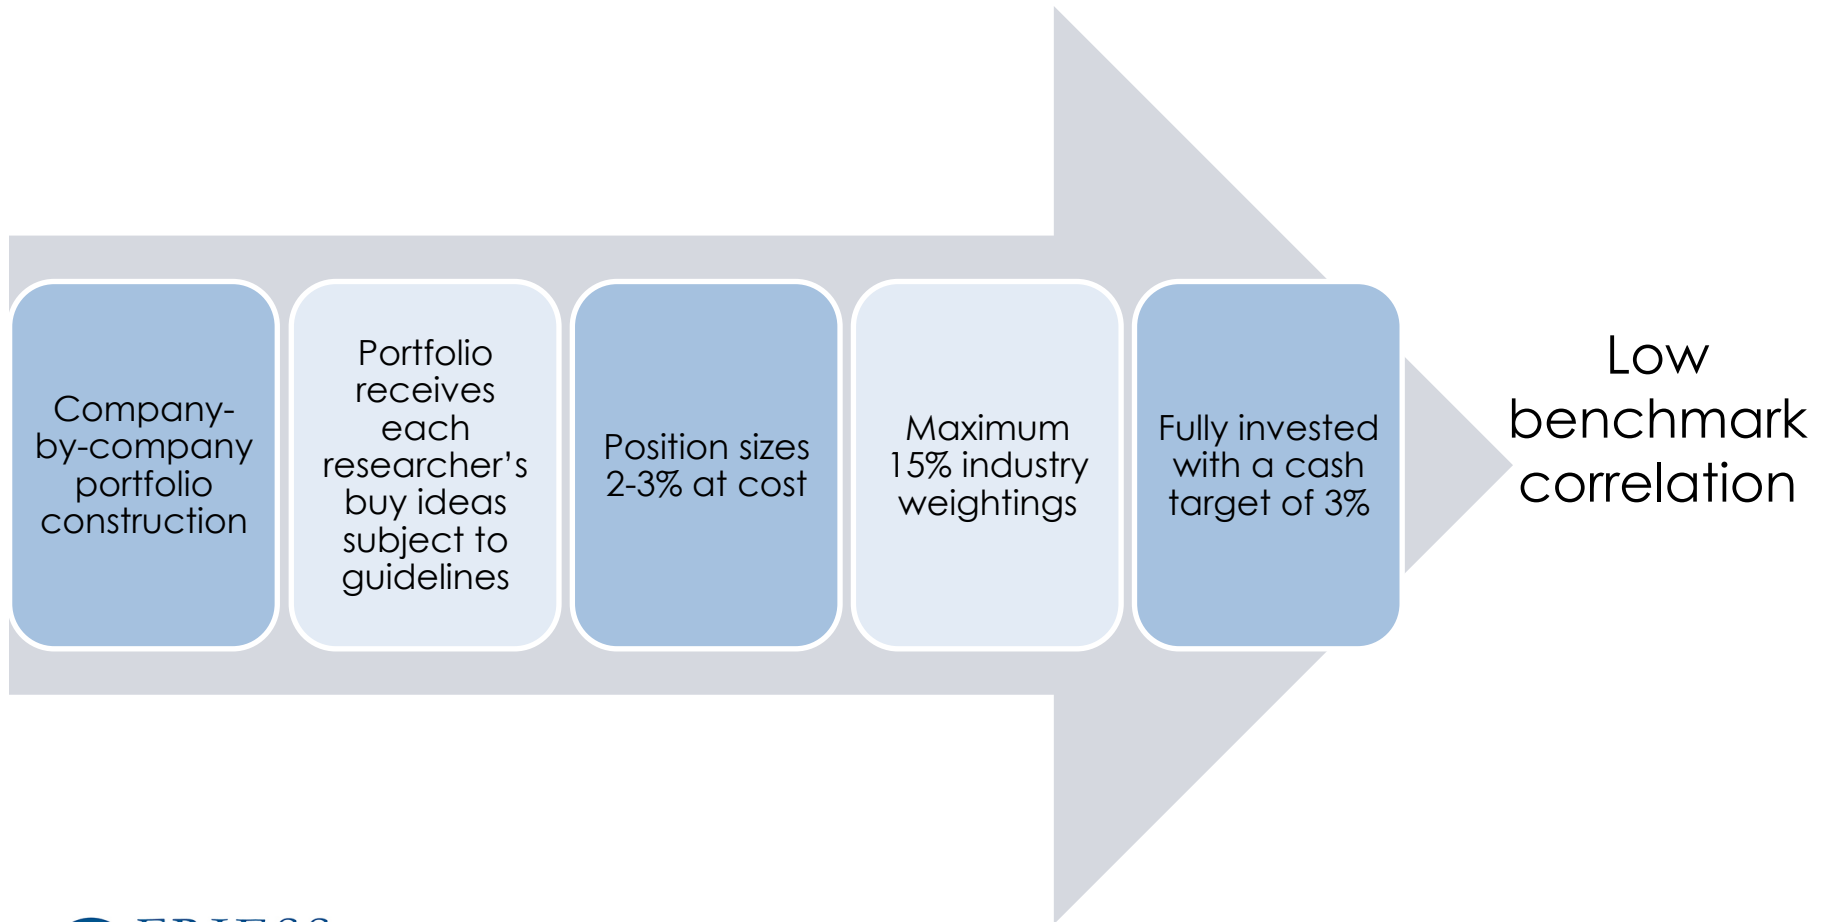 Company-
by-company
portfolio
construction
Portfolio
receives
each
researcher’s
buy ideas
subject to
guidelines
Position sizes
2-3% at cost
Maximum
15% industry
weightings
Fully invested
with a cash
target of 3%
Low
benchmark
correlation